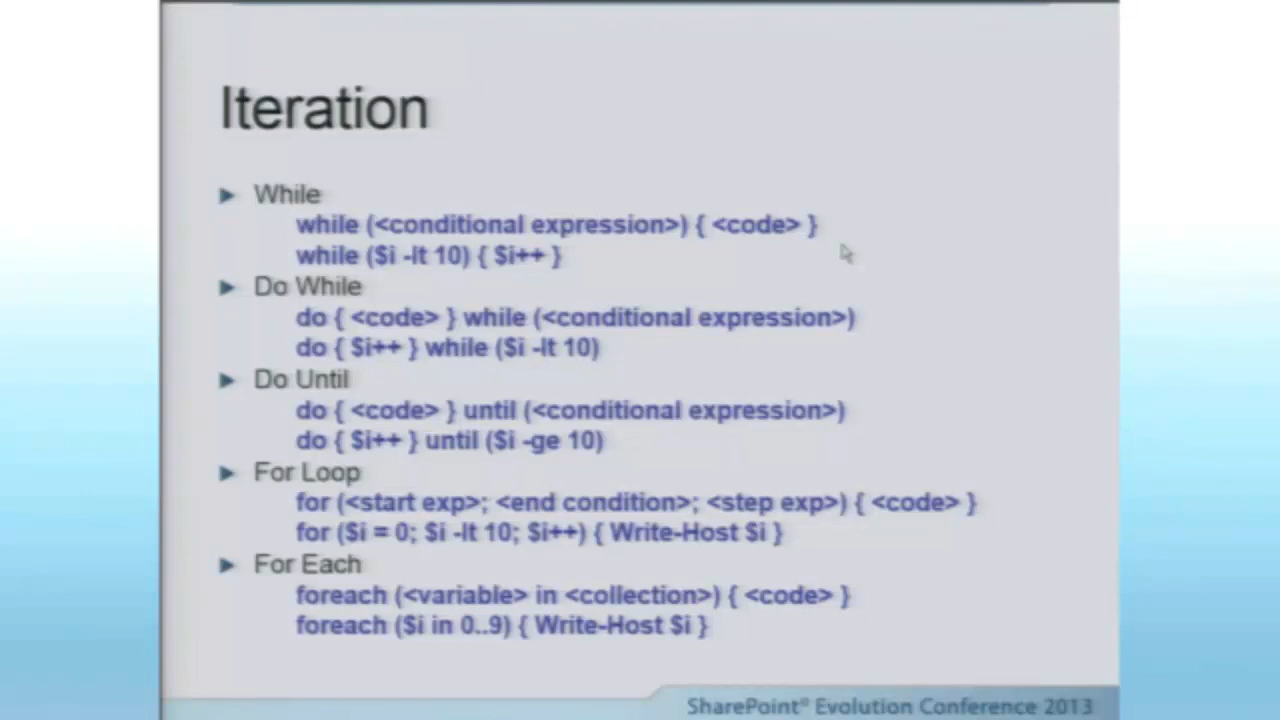 Iteration
While
while (<conditional expression>) { <code> }
while ($i -lt 10) { $i++ }
Do While
do { <code> } while (<conditional expression>)
do { $i++ } while ($i -lt 10)
Do Until
do { <code> } until (<conditional expression>)
do { $i++ } until ($i -ge 10)
For Loop
for (<start exp>; <end condition>; <step exp>) { <code> }
for ($i = 0; $i -lt 10; $i++) { Write-Host $i }
For Each
foreach (<variable> in <collection>) { <code> }
foreach ($i in 0..9) { Write-Host $i }
SharePoint® Evolution Conference 2013